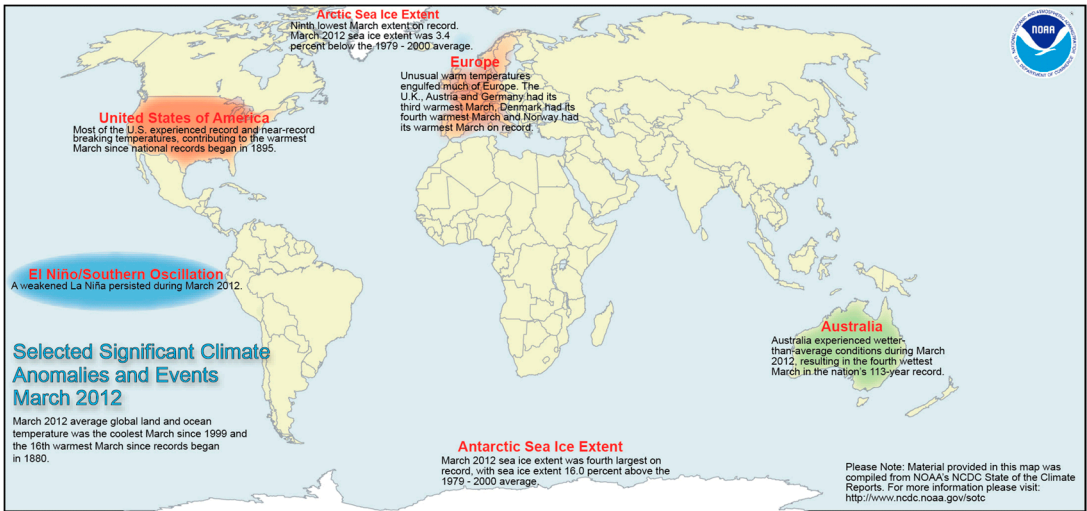 Arctic Sea Ice Extent
Ninth lowest March extent on record.
March 2012 sea ice extent was 3.4
percent below the 1979 - 2000 average.
NOAA
NATIONAL OCEANIC AND ATMOSPHERIC ADMINISTRATION
U.S. DEPARTMENT OF COMMERCE
Europe
Unusual warm temperatures
engulfed much of Europe. The
U.K., Austria and Germany had its
third warmest March, Denmark had its
fourth warmest March and Norway had
its warmest March on record.
United States of America
Most of the U.S. experienced record and near-record
breaking temperatures, contributing to the warmest
March since national records began in 1895.
El Niño/Southern Oscillation
A weakened La Niña persisted during March 2012.
Australia
Australia experienced wetter-
than-average conditions during March
2012, resulting in the fourth wettest
March in the nation's 113-year record.
Selected Significant Climate
Anomalies and Events
March 2012
March 2012 average global land and ocean
temperature was the coolest March since 1999 and
the 16th warmest March since records began
in 1880.
Antarctic Sea Ice Extent
March 2012 sea ice extent was fourth largest on
record, with sea ice extent 16.0 percent above the
1979 - 2000 average.
Please Note: Material provided in this map was
compiled from NOAA's NCDC State of the Climate
Reports. For more information please visit:
http://www.ncdc.noaa.gov/sotc